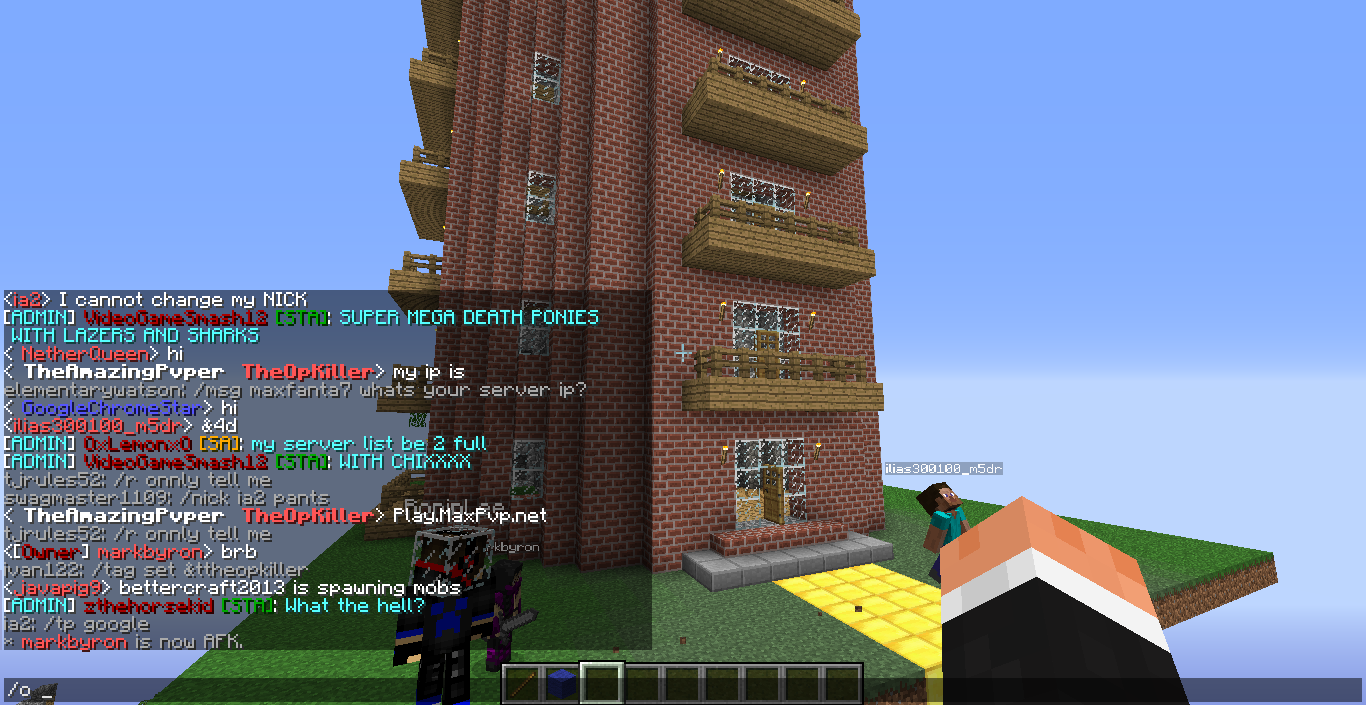 <ia2> I cannot change my NICK
[ADMIN] VideoGameSmash12 [STA]: SUPER MEGA DEATH PONIES
WITH LAZERS AND SHARKS
< NetherQueen> hi
< TheAmazingPvper TheOpKiller> my ip is
elementarywatson: /msg maxfanta7 whats your server ip?
< GoogleChromeStar> hi
<ilias300100_m5dr> &4d
[ADMIN] OxLemonxO [SA]: my server list be 2 full
[ADMIN] VideoGameSmash12 [STA]: WITH CHIXXXX
ilias300100_m5dr
tjrules52: /r onnly tell me
swagmaster1109: /nick ia2 pants
< TheAmazingPvper TheOpKiller> Play.MaxPvp.net
tjrules52: /r onnly tell me
<[Owner] markbyron> brb
kbyron
ivan122: /tag set &ttheopkiller
<javapig9> bettercraft2013 is spawning mobs
[ADMIN] zthehorsekid [STA]: What the hell?
ia2: /tp google
* markbyron is now AFK.
/o _